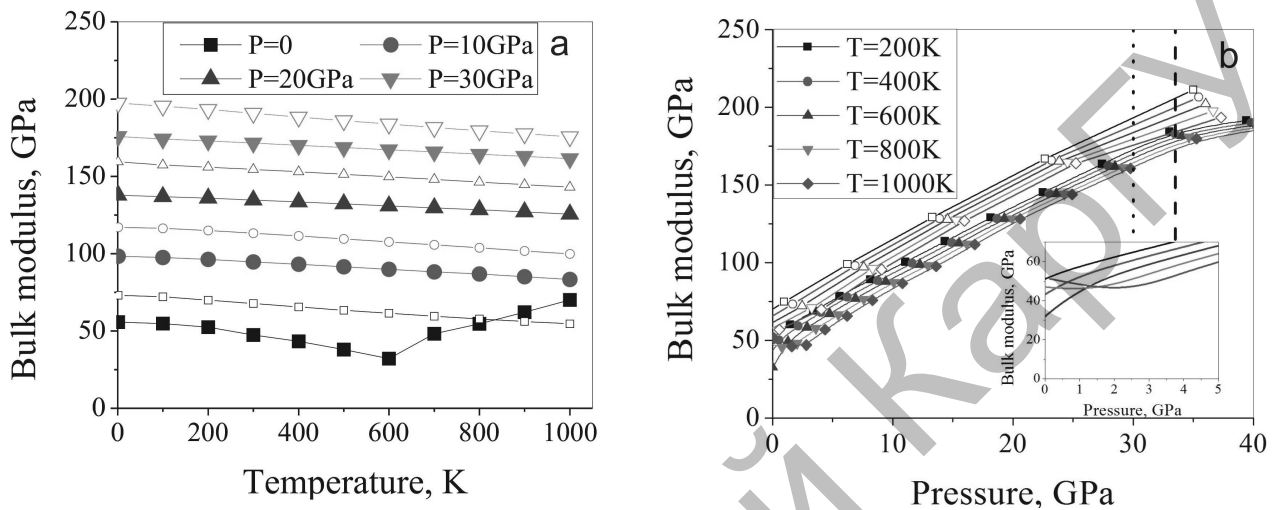 250
200
150
100
50
0
Bulk modulus, GPa
P=0
P=10GPa
a
P=20GPa
P=30GPa
0
200
400
600
800
1000
Temperature, K
250
200
150
100
50
0
Bulk modulus, GPa
T=200K
T=400K
T=600K
T=800K
T=1000K
b
60
40
20
0
Bulk modulus, GPa
0
1
2
3
4
5
Pressure, GPa
0
10
20
30
40
Pressure, GPa
й КарГУ